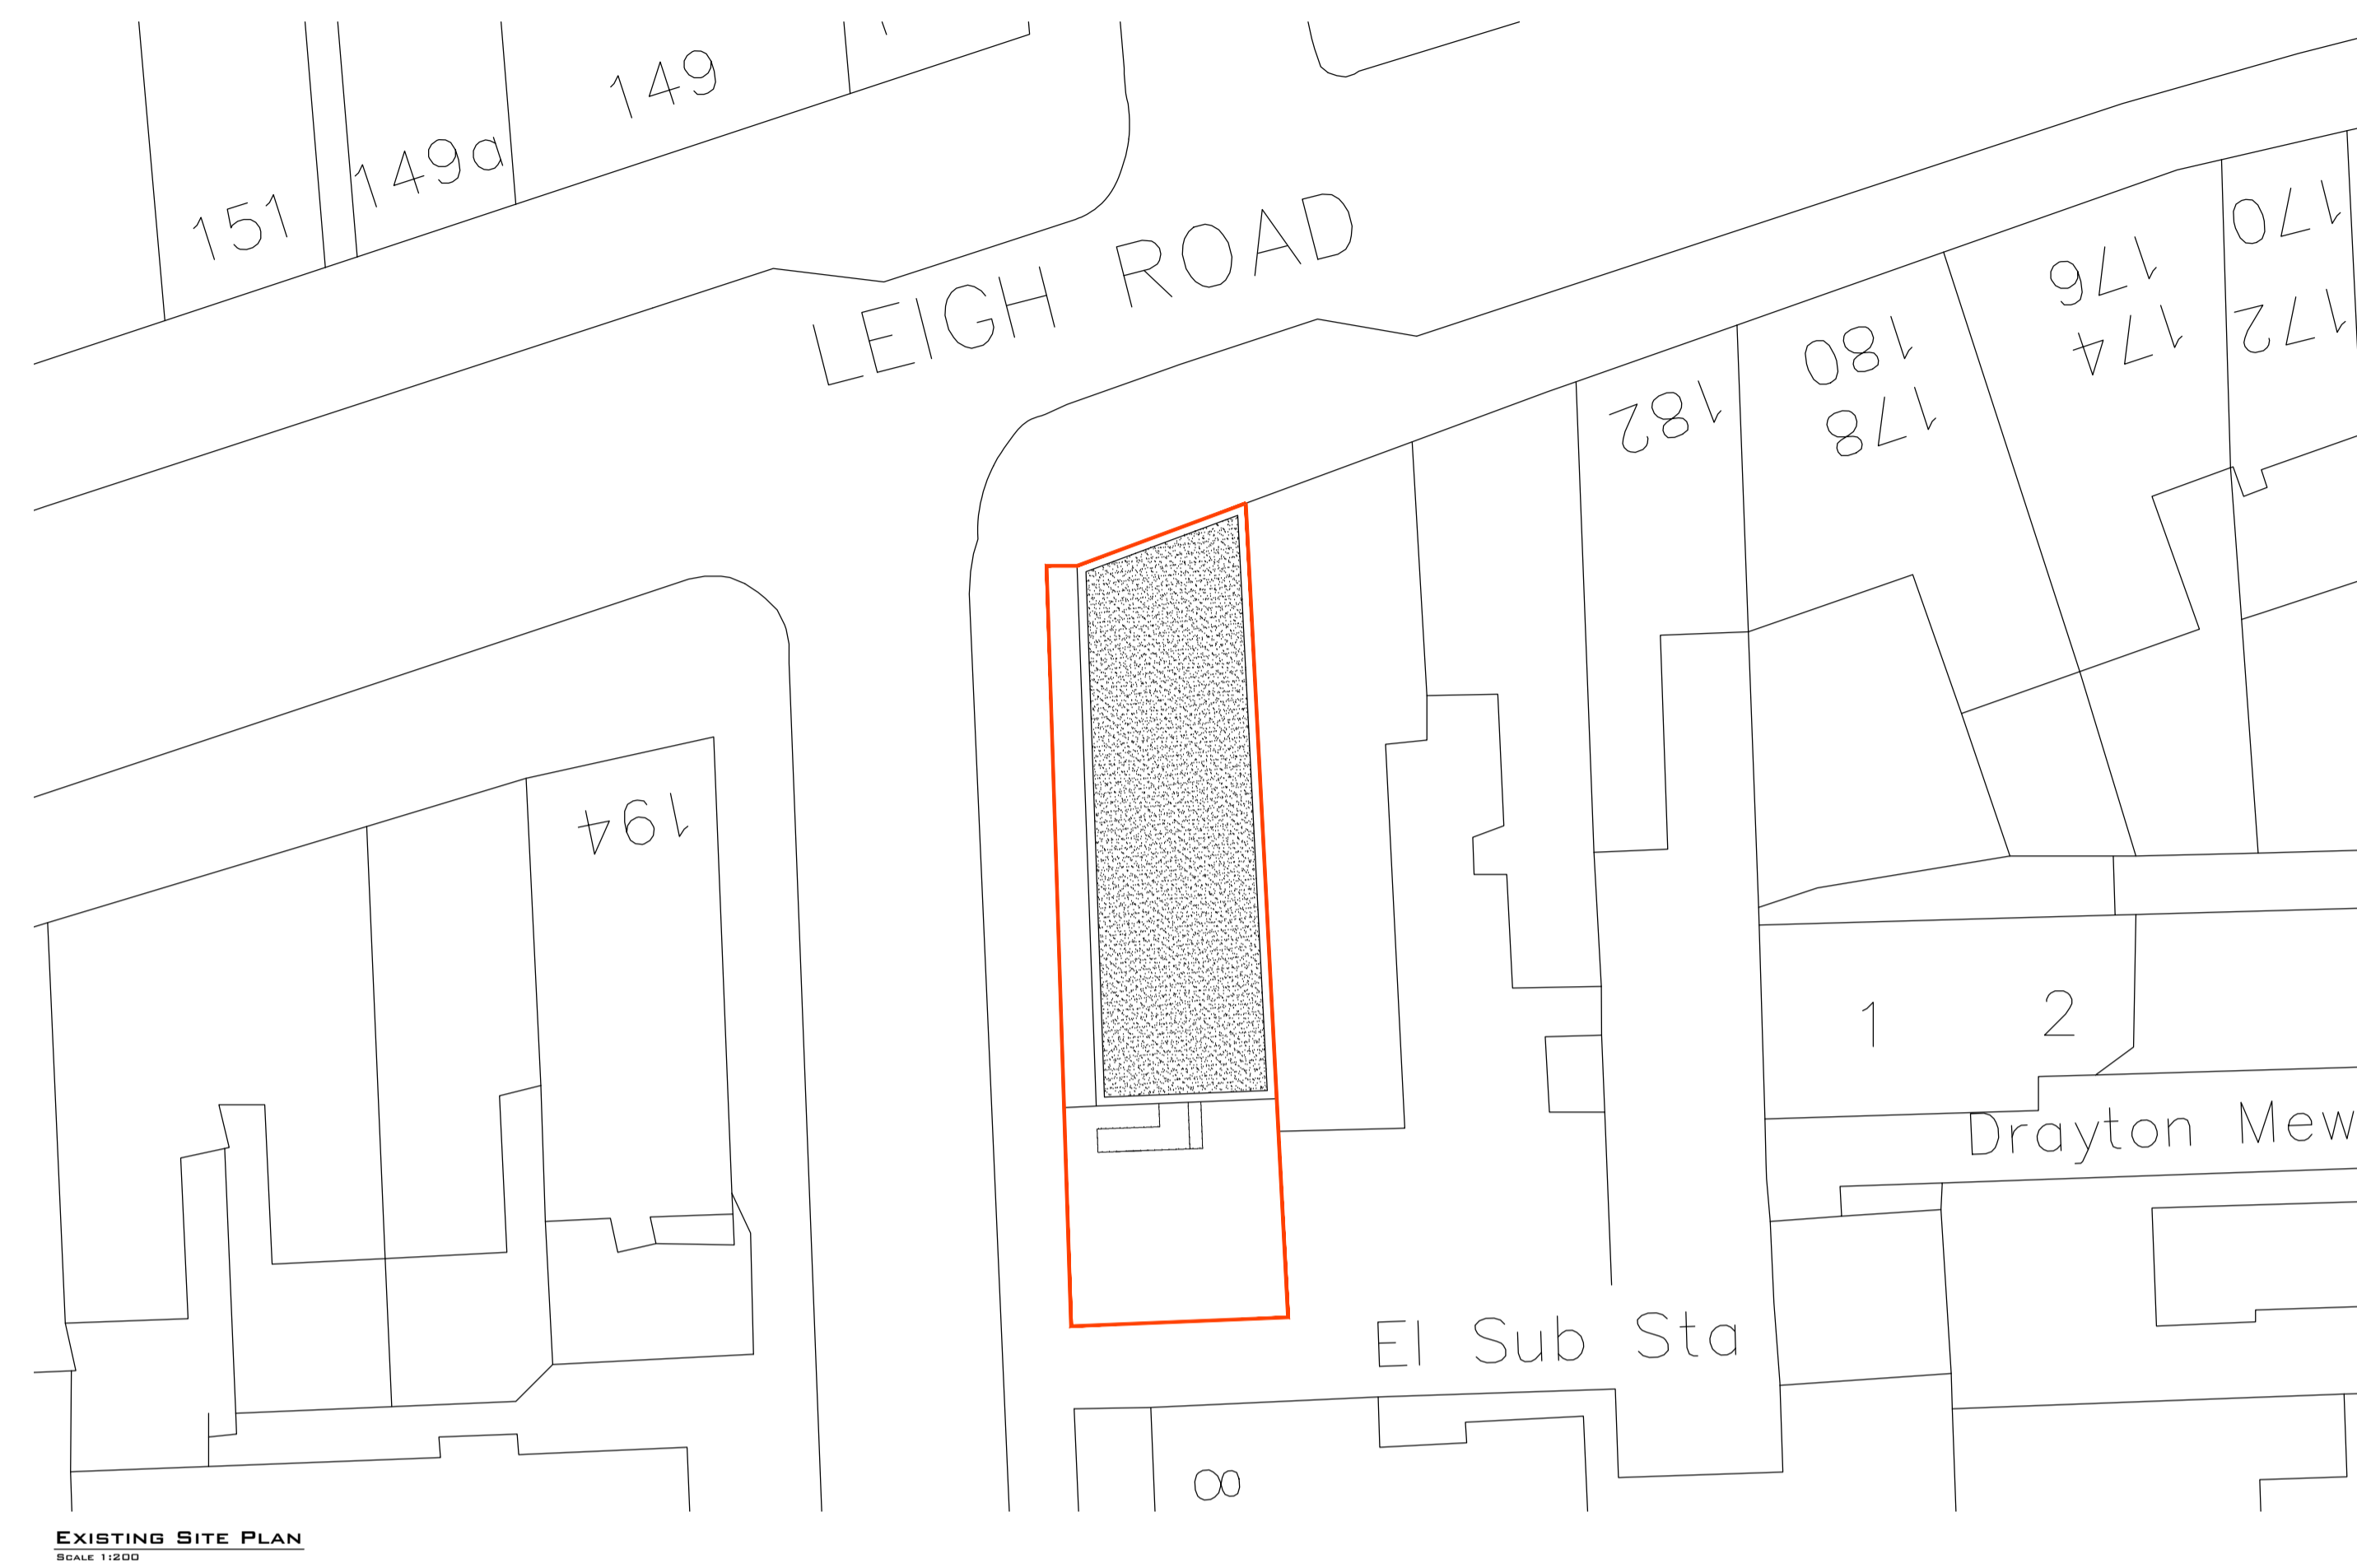 149
149a
151
LEIGH ROAD
170
176
172
174
180
182
178
194
1
2
Drayton Mew
El Sub Sta
8
EXISTING SITE PLAN
SCALE 1:200